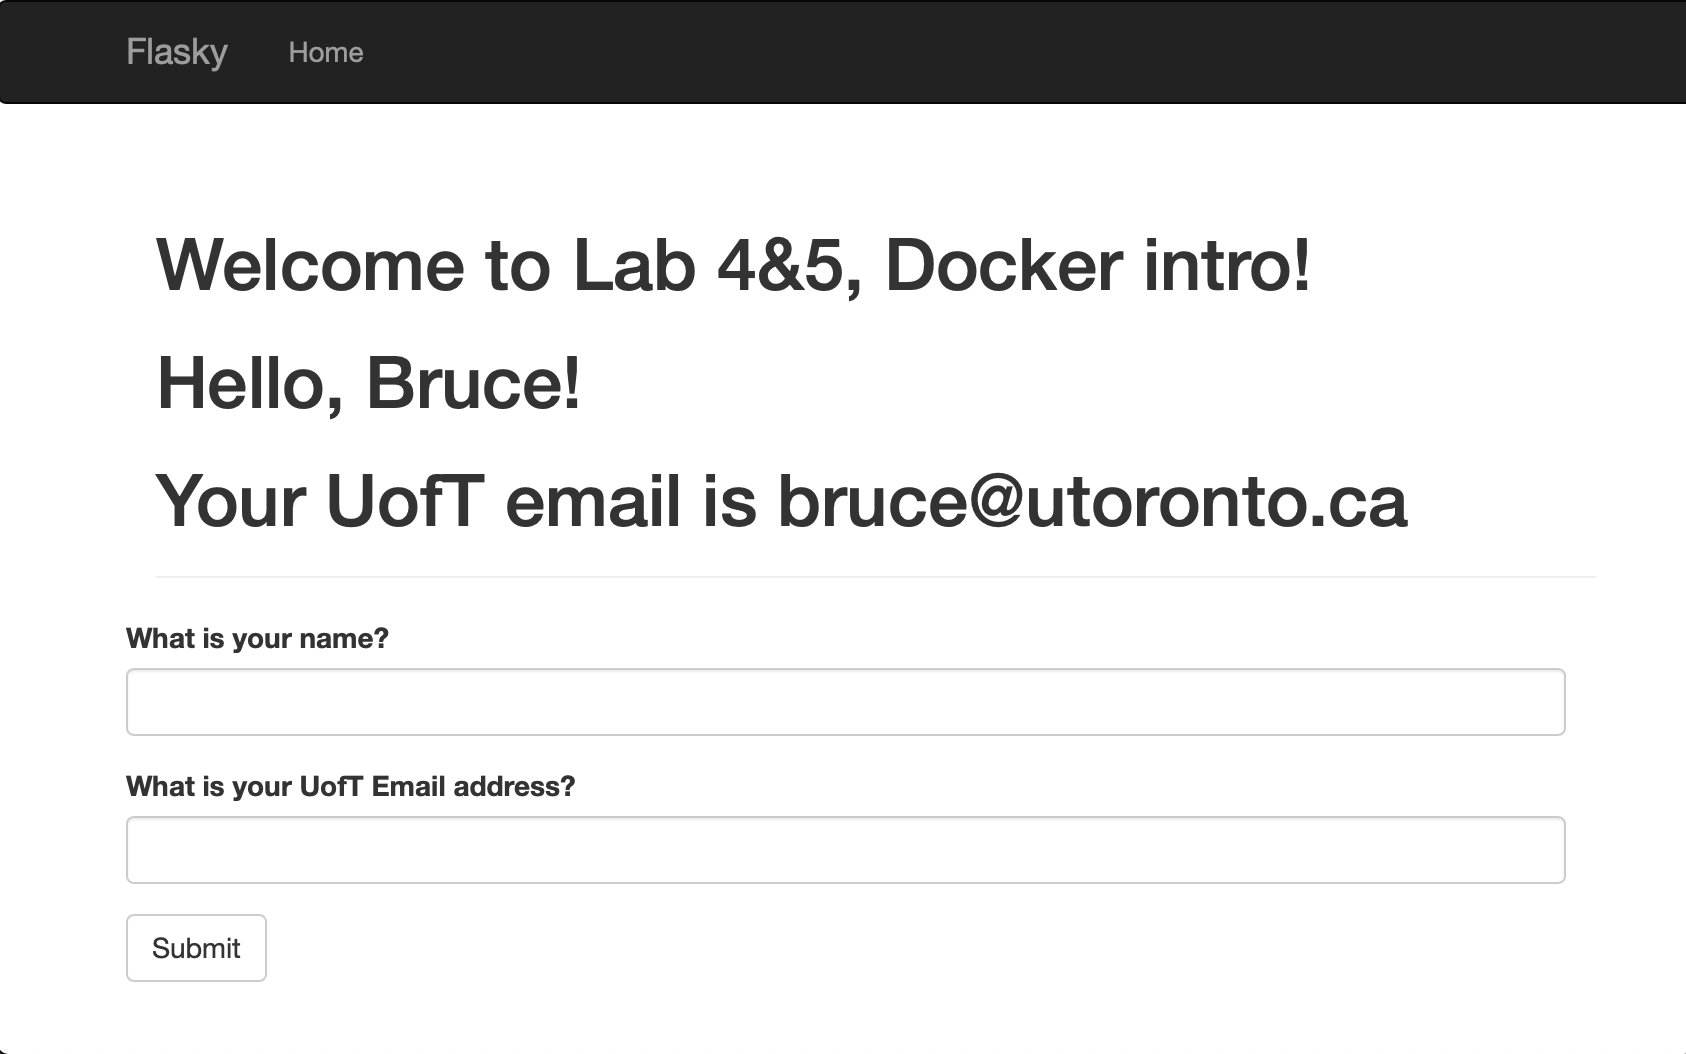 Flasky Home
Welcome to Lab 4&5, Docker intro!
Hello, Bruce!
Your UofT email is bruce@utoronto.ca
What is your name?
What is your UofT Email address?
Submit